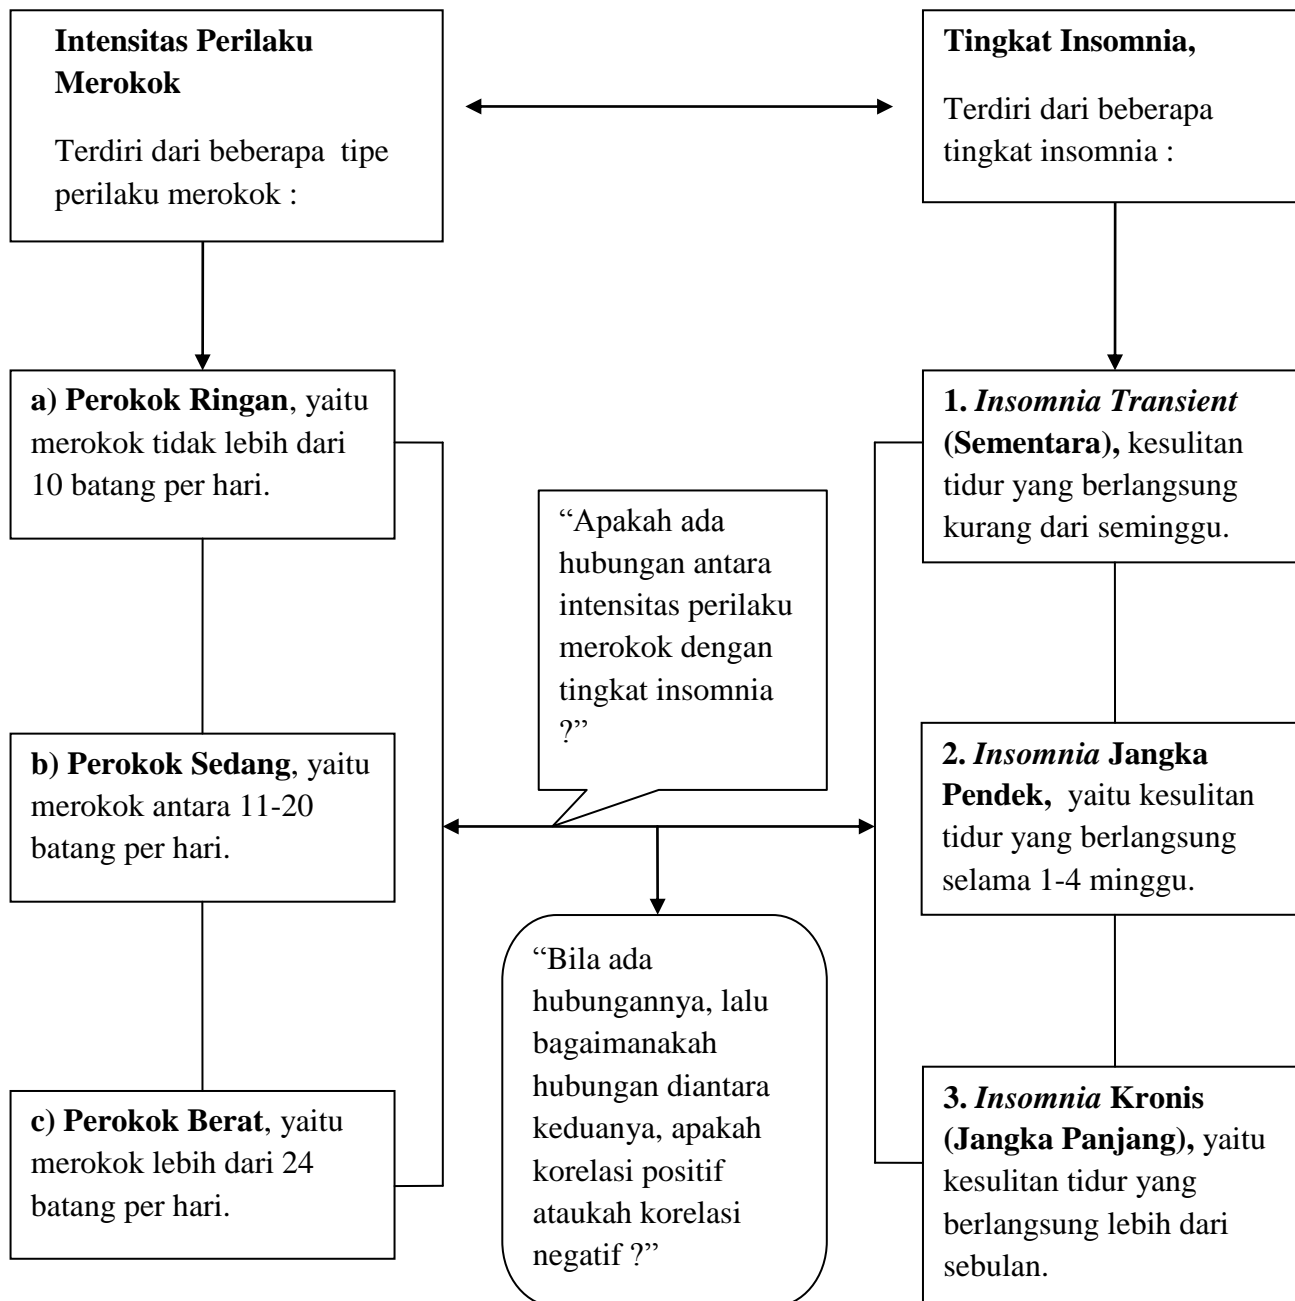 Intensitas Perilaku
Merokok
Terdiri dari beberapa tipe
perilaku merokok :
Tingkat Insomnia,
Terdiri dari beberapa
tingkat insomnia :
a) Perokok Ringan, yaitu
merokok tidak lebih dari
10 batang per hari.
1. Insomnia Transient
(Sementara), kesulitan
tidur yang berlangsung
kurang dari seminggu.
“Apakah ada
hubungan antara
intensitas perilaku
merokok dengan
tingkat insomnia
?”
b) Perokok Sedang, yaitu
merokok antara 11-20
batang per hari.
2. Insomnia Jangka
Pendek, yaitu kesulitan
tidur yang berlangsung
selama 1-4 minggu.
“Bila ada
hubungannya, lalu
bagaimanakah
hubungan diantara
keduanya, apakah
korelasi positif
ataukah korelasi
negatif ?”
c) Perokok Berat, yaitu
merokok lebih dari 24
batang per hari.
3. Insomnia Kronis
(Jangka Panjang), yaitu
kesulitan tidur yang
berlangsung lebih dari
sebulan.